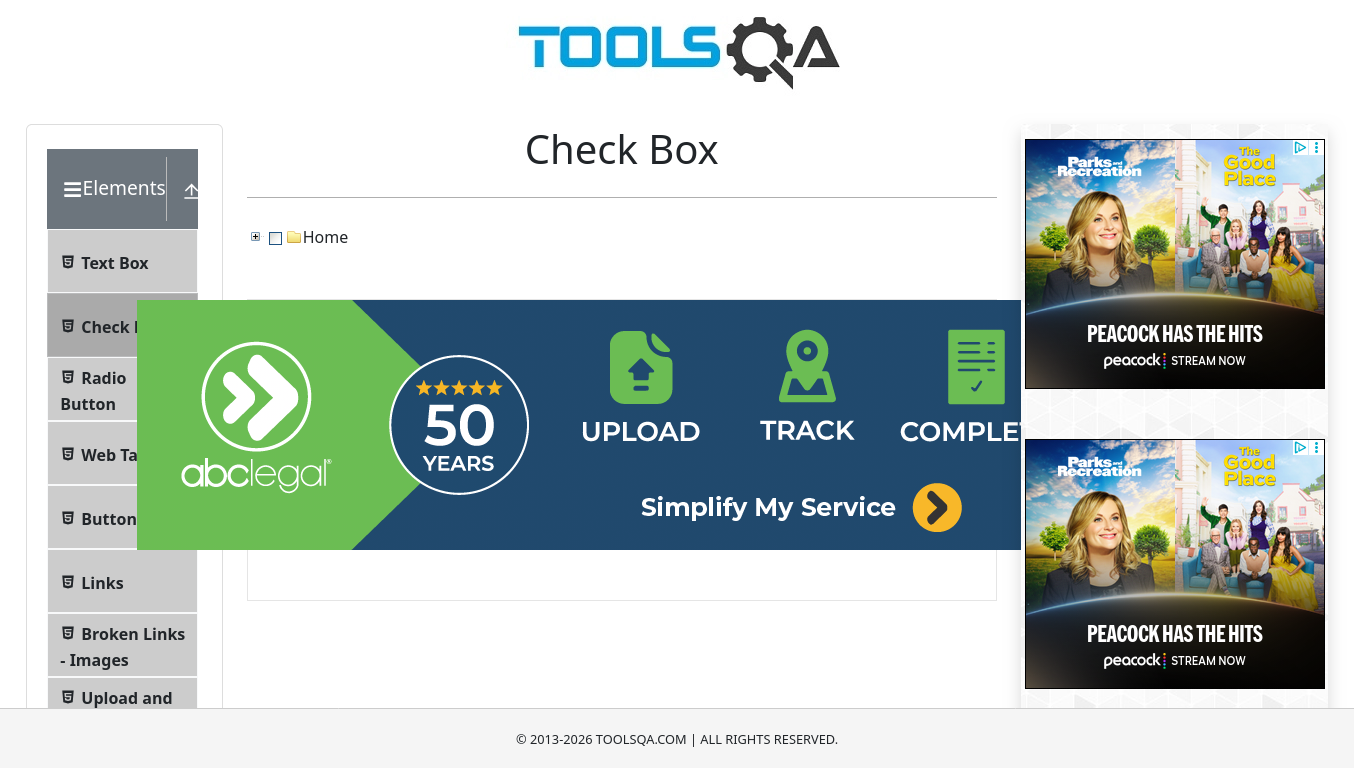 TOOLSQA
Elements
Text Box
Check
Radio
Button
Web
Button
Links
Broken Links
- Images
Upload and
Check Box
Home
abclegal®
50
YEARS
UPLOAD
TRACK
Simplify My Service
Parks and
Recreation
The
Good
Place
PEACOCK HAS THE HITS
peacock STREAM NOW
Parks and
Recreation
The
Good
Place
PEACOCK HAS THE HITS
peacock STREAM NOW
© 2013-2026 TOOLSQA.COM | ALL RIGHTS RESERVED.